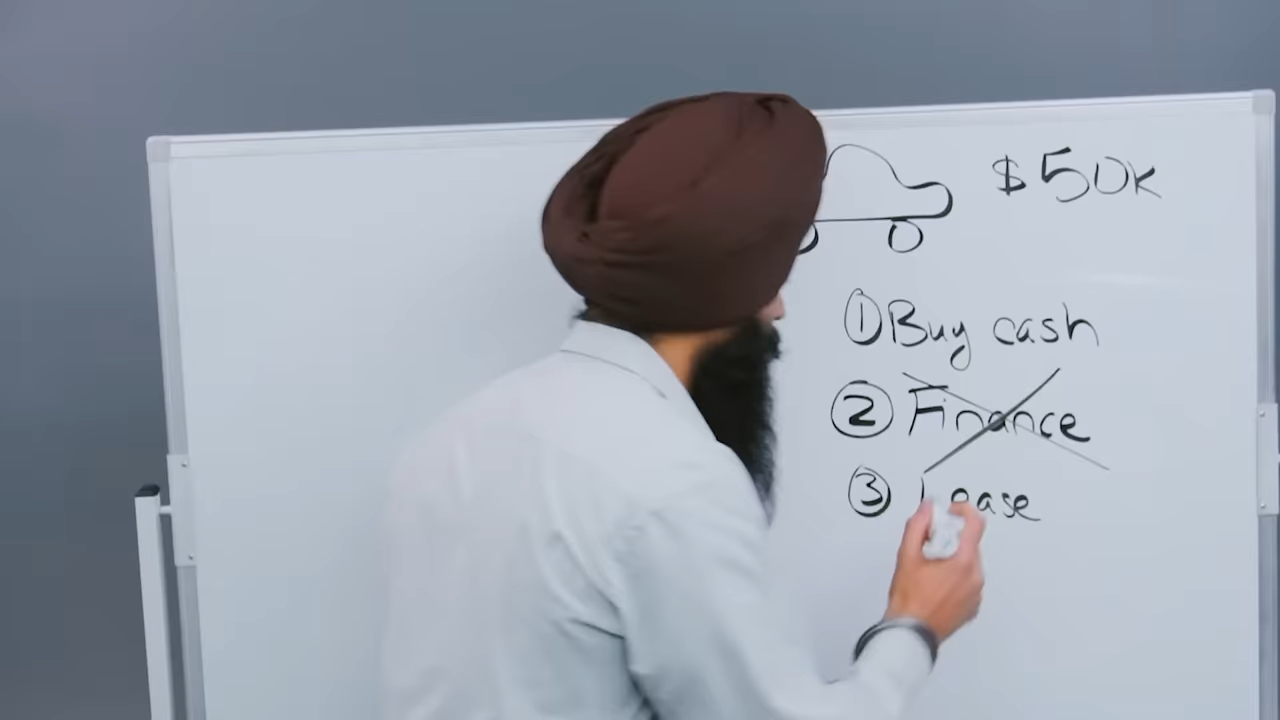 $50K
① Buy cash
② Finance
③ Lease